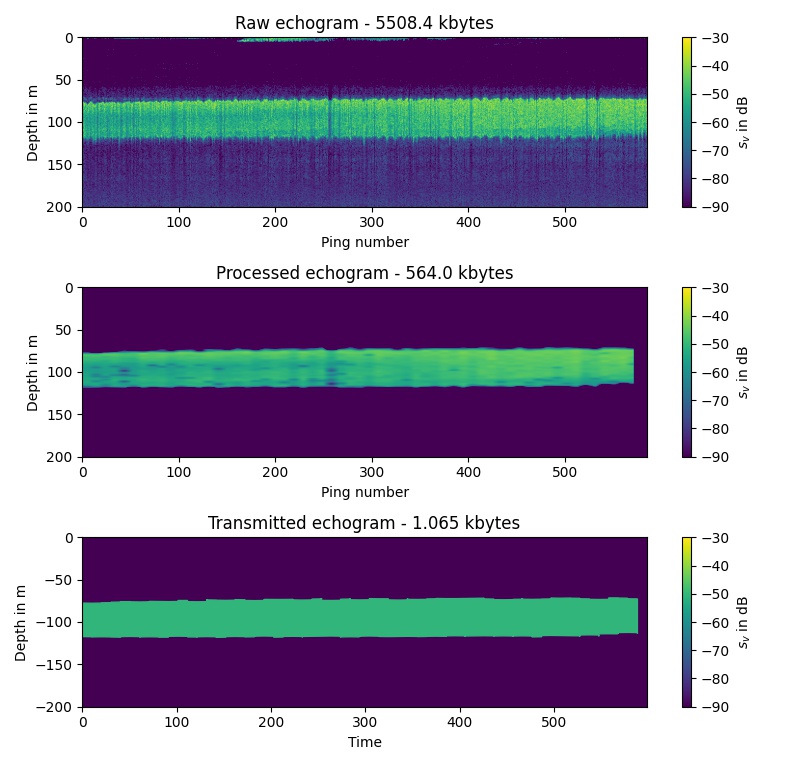 Raw echogram - 5508.4 kbytes
0
50
100
150
200
Depth in m
0 100 200 300 400 500
Ping number
−30
−40
−50
−60
−70
−80
−90
sᵥ in dB
Processed echogram - 564.0 kbytes
0
50
100
150
200
Depth in m
0 100 200 300 400 500
Ping number
−30
−40
−50
−60
−70
−80
−90
sᵥ in dB
Transmitted echogram - 1.065 kbytes
0
−50
−100
−150
−200
Depth in m
0 100 200 300 400 500
Time
−30
−40
−50
−60
−70
−80
−90
sᵥ in dB